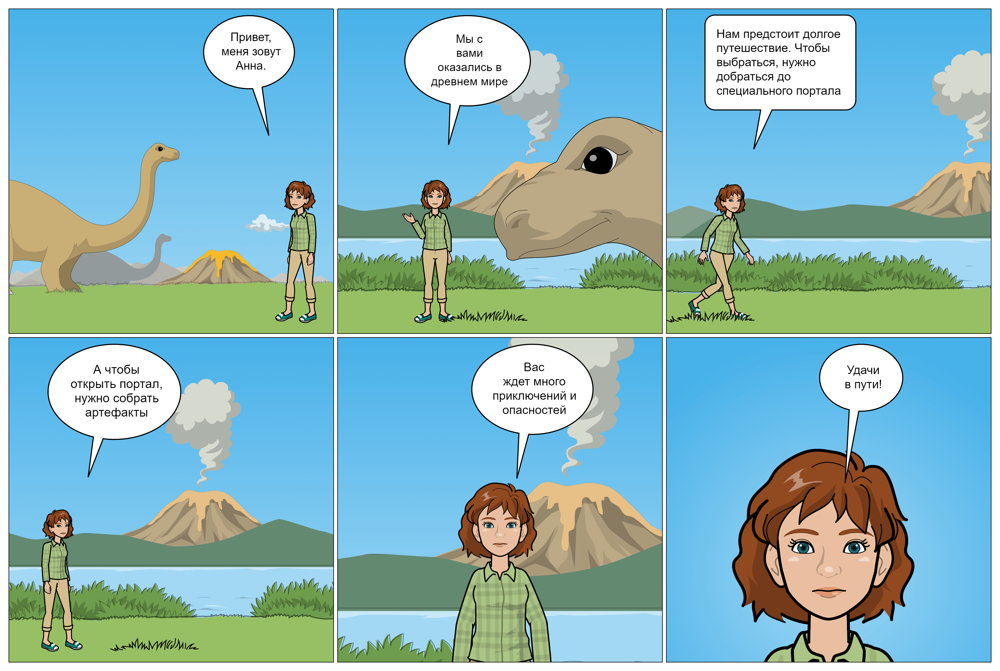 Привет,
меня зовут
Анна.
Мы с
вами
оказались в
древнем мире
Нам предстоит долгое
путешествие. Чтобы
выбраться, нужно
добраться до
специального портала
А чтобы
открыть портал,
нужно собрать
артефакты
Вас
ждет много
приключений и
опасностей
Удачи
в пути!